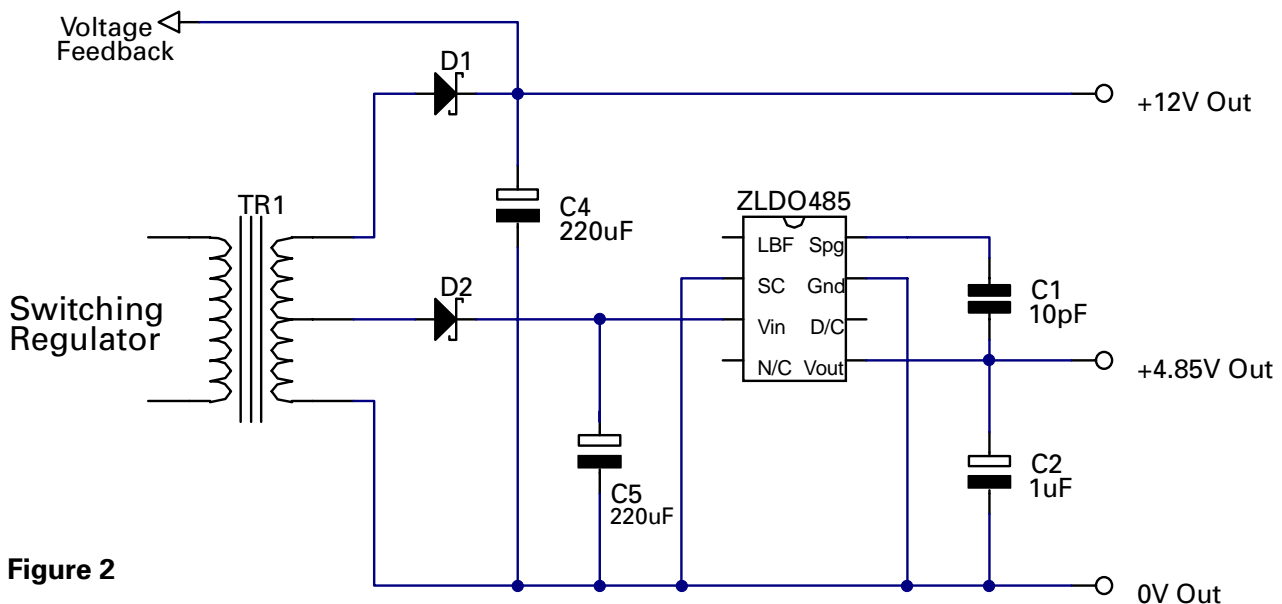 Voltage
Feedback
D1
+12V Out
TR1
C4
220uF
ZLDO485
LBF Spg
SC Gnd
Vin D/C
N/C Vout
D2
C1
10pF
Switching
Regulator
+4.85V Out
C5
220uF
C2
1uF
Figure 2
0V Out